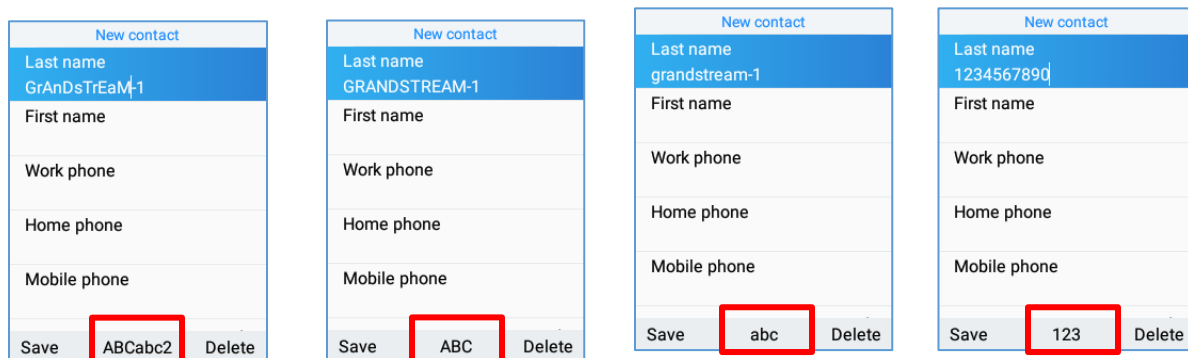 New contact
Last name
GrAnDsTrEaM-1
First name
Work phone
Home phone
Mobile phone
Save ABCabc2 Delete
New contact
Last name
GRANDSTREAM-1
First name
Work phone
Home phone
Mobile phone
Save ABC Delete
New contact
Last name
grandstream-1
First name
Work phone
Home phone
Mobile phone
Save abc Delete
New contact
Last name
1234567890
First name
Work phone
Home phone
Mobile phone
Save 123 Delete